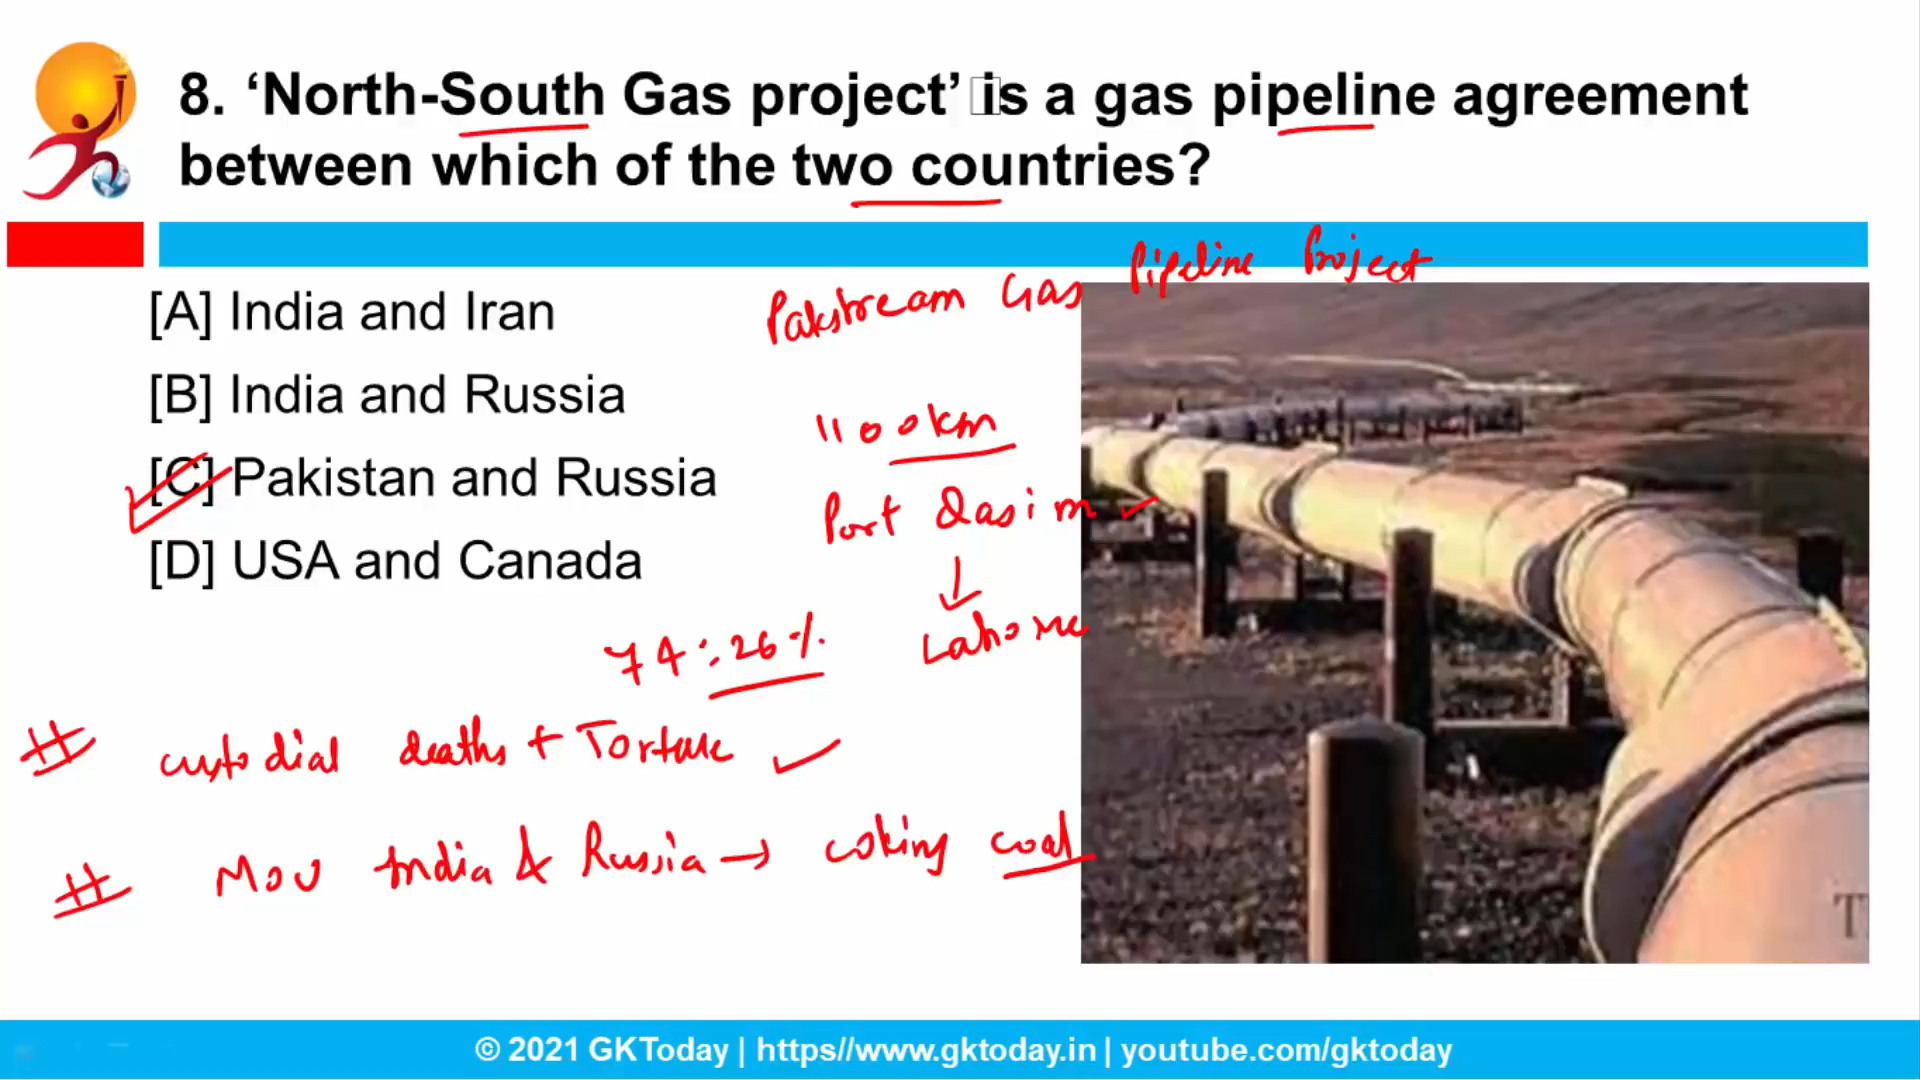 8. ‘North-South Gas project’ is a gas pipeline agreement
between which of the two countries?
Pakstream Gas Pipeline Project
[A] India and Iran
[B] India and Russia
1100km
[C] Pakistan and Russia
Port Qasim
[D] USA and Canada
Lahore
74:26%
# custodial deaths + Torture
# MOU India & Russia → coking coal
T
© 2021 GKToday | https//www.gktoday.in | youtube.com/gktoday